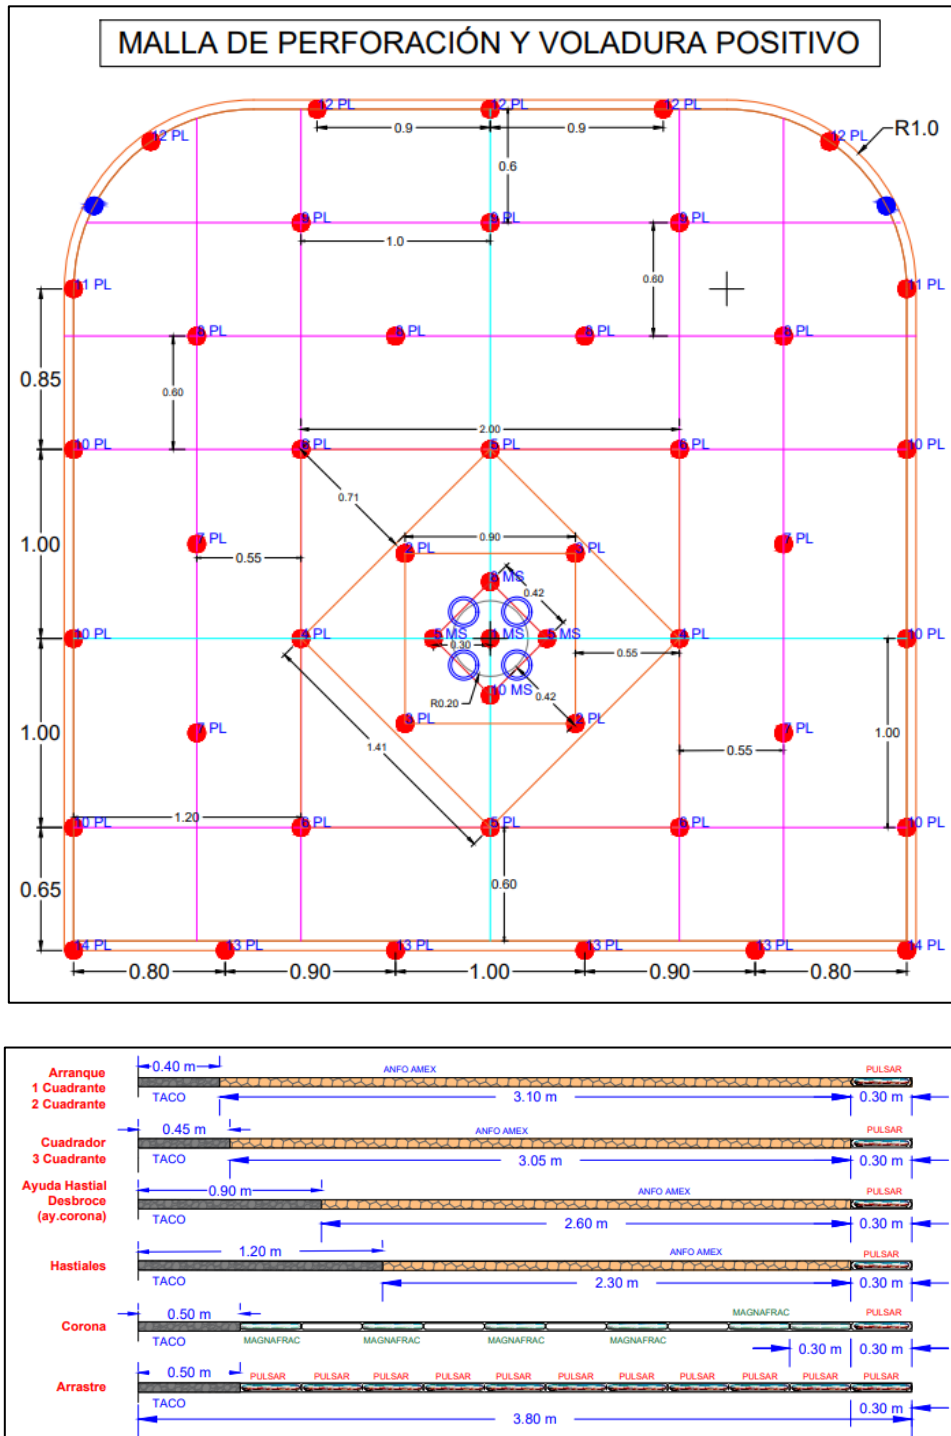 MALLA DE PERFORACIÓN Y VOLADURA POSITIVO
12 PL 12 PL 12 PL
0.9 0.9
12 PL 12 PL
R1.0
0.6
9 PL 9 PL 9 PL
1.0
0.60
11 PL 11 PL
8 PL 8 PL 8 PL 8 PL
0.85
0.60
2.00
10 PL 5 PL 6 PL 10 PL
0.71
1.00
7 PL 0.90 7 PL
0.55
2 PL 3 PL
8 MS
0.42
10 PL 4 PL 5 MS 1 MS 5 MS 4 PL 10 PL
0.30
0.55
R0.20
10 MS
0.42
3 PL 2 PL
1.00
7 PL 7 PL
1.00
1.41
0.55
1.20
10 PL 6 PL 5 PL 6 PL 10 PL
0.65
0.60
14 PL 13 PL 13 PL 13 PL 13 PL 14 PL
0.80 0.90 1.00 0.90 0.80
Arranque
1 Cuadrante
2 Cuadrante
0.40 m
ANFO AMEX
PULSAR
TACO
3.10 m
0.30 m
Cuadrador
3 Cuadrante
0.45 m
ANFO AMEX
PULSAR
TACO
3.05 m
0.30 m
Ayuda Hastial
Desbroce
(ay.corona)
0.90 m
ANFO AMEX
PULSAR
TACO
2.60 m
0.30 m
Hastiales
1.20 m
ANFO AMEX
PULSAR
TACO
2.30 m
0.30 m
Corona
0.50 m
MAGNAFRAC
PULSAR
TACO
MAGNAFRAC MAGNAFRAC MAGNAFRAC MAGNAFRAC
0.30 m 0.30 m
Arrastre
0.50 m
PULSAR PULSAR PULSAR PULSAR PULSAR PULSAR PULSAR PULSAR PULSAR PULSAR PULSAR
TACO
0.30 m
3.80 m